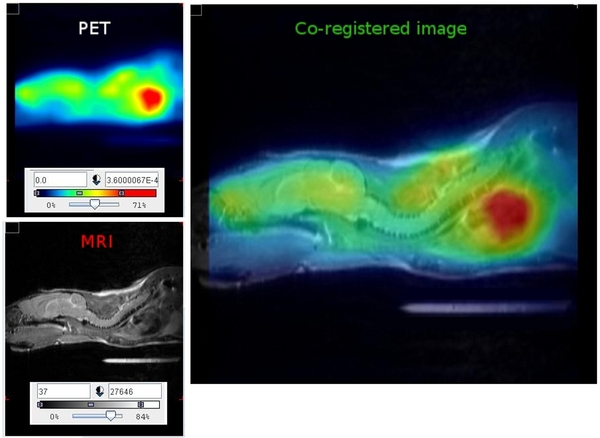 PET
Co-registered image
0.0
3.6000067E-4
0%
71%
MRI
37
27646
0%
84%